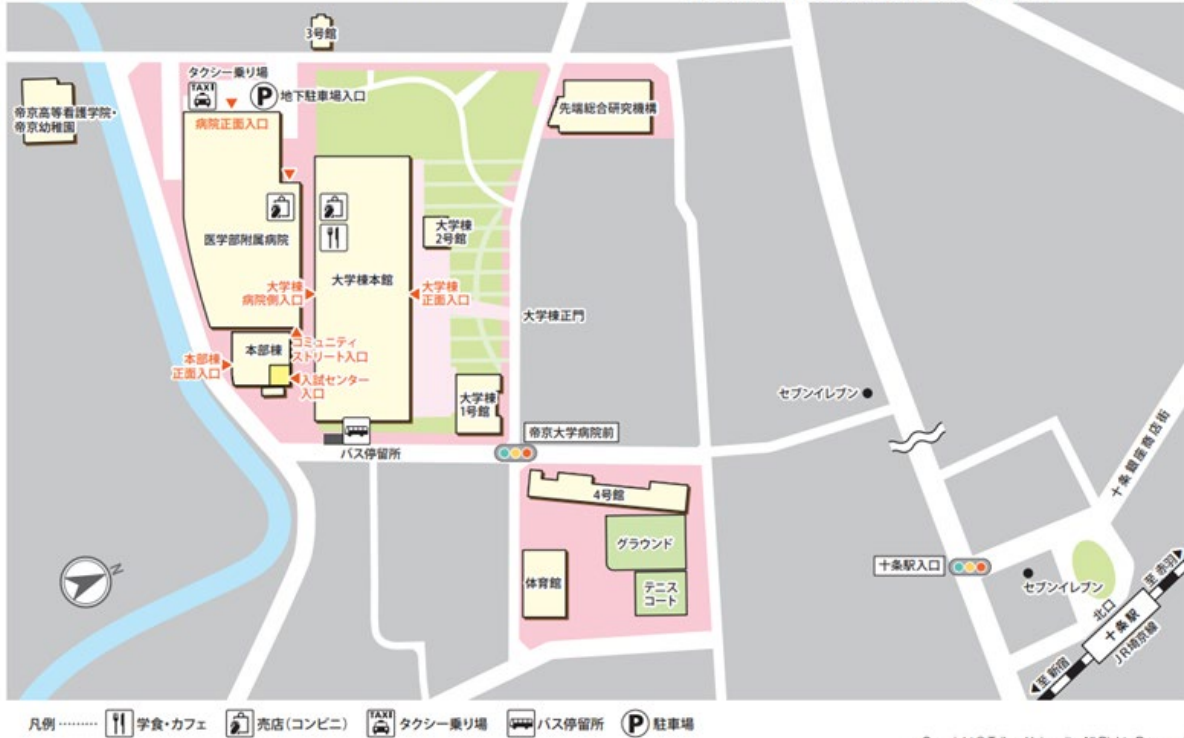 3号館
タクシー乗り場
TAXI
P
地下駐車場入口
病院正面入口
帝京高等看護学院・
帝京幼稚園
先端総合研究機構
医学部附属病院
大学棟
2号館
大学棟本館
大学棟
病院側入口
大学棟
正面入口
大学棟正門
コミュニティ
ストリート入口
本部棟
本部棟
正面入口
入試センター
入口
大学棟
1号館
セブンイレブン
帝京大学病院前
バス停留所
十条銀座商店街
4号館
グラウンド
十条駅入口
体育館
テニス
コート
セブンイレブン
至 赤羽
北口
十条駅
JR埼京線
至 新宿
N
凡例 ・・・・・・・・・ 学食・カフェ 売店(コンビニ) TAXI タクシー乗り場 バス停留所 P 駐車場